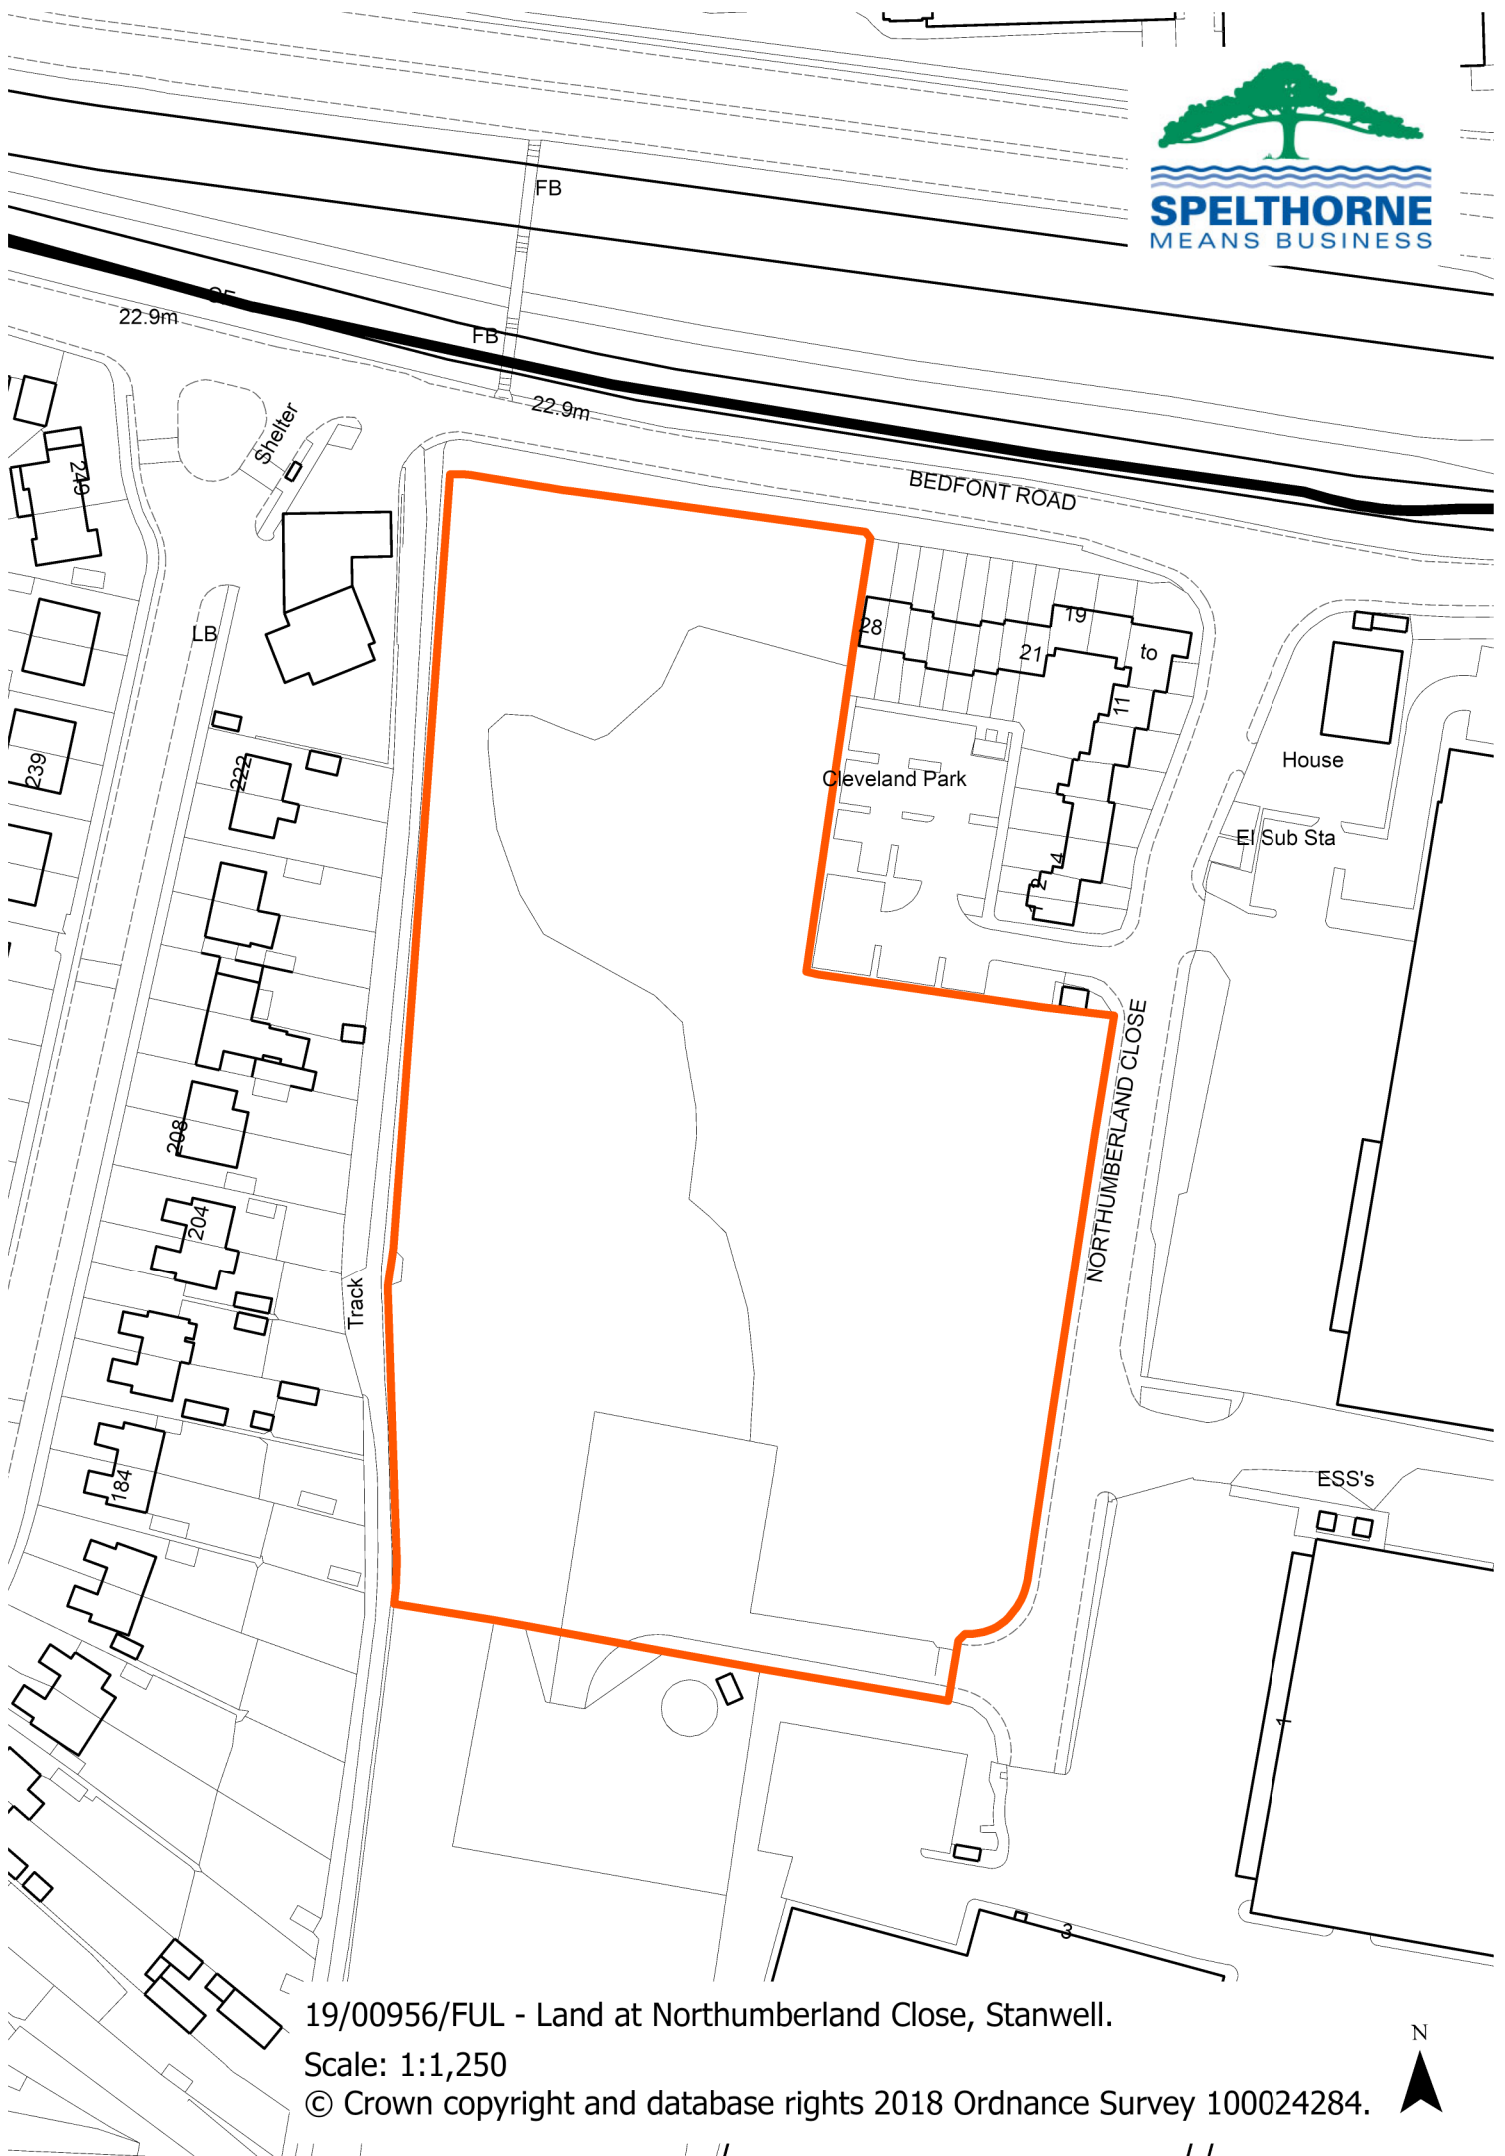 SPELTHORNE
MEANS BUSINESS
FB
22.9m
FB
22.9m
Shelter
249
BEDFONT ROAD
28
19
21
to
11
LB
House
222
239
Cleveland Park
El Sub Sta
4
2
1
NORTHUMBERLAND CLOSE
208
204
Track
184
ESS's
1
3
19/00956/FUL - Land at Northumberland Close, Stanwell.
Scale: 1:1,250
© Crown copyright and database rights 2018 Ordnance Survey 100024284.
N